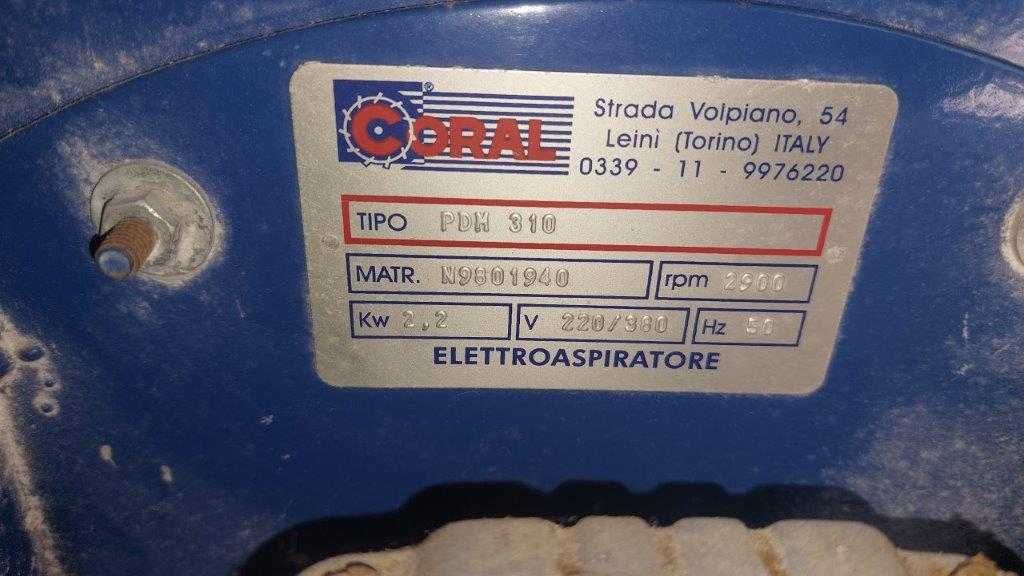 CORAL®
Strada Volpiano, 54
Leinì (Torino) ITALY
0339 - 11 - 9976220
TIPO PDM 310
MATR. N9801940 rpm 2900
Kw 2,2 V 220/380 Hz 50
ELETTROASPIRATORE